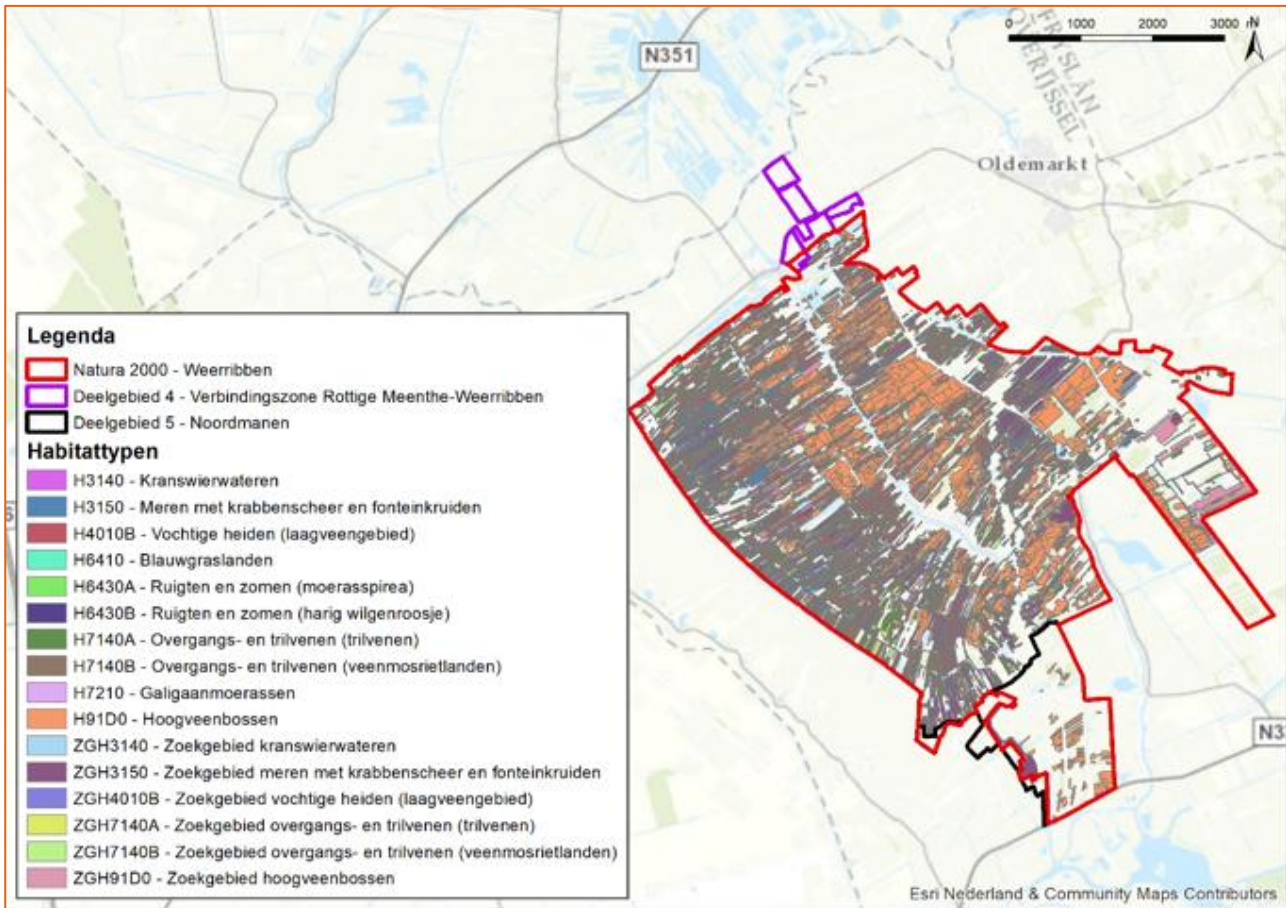 0 1000 2000 3000 m
N
N351
FRYSLÂN
OVERIJSSEL
Oldemarkt
Legenda
Natura 2000 - Weerribben
Deelgebied 4 - Verbindingszone Rottige Meenthe-Weerribben
Deelgebied 5 - Noordmanen
Habitattypen
H3140 - Kranswierwateren
H3150 - Meren met krabbenscheer en fonteinkruiden
H4010B - Vochtige heiden (laagveengebied)
H6410 - Blauwgraslanden
H6430A - Ruigten en zomen (moerasspirea)
H6430B - Ruigten en zomen (harig wilgenroosje)
H7140A - Overgangs- en trilvenen (trilvenen)
H7140B - Overgangs- en trilvenen (veenmosrietlanden)
H7210 - Galigaanmoerassen
H91D0 - Hoogveenbossen
ZGH3140 - Zoekgebied kranswierwateren
ZGH3150 - Zoekgebied meren met krabbenscheer en fonteinkruiden
ZGH4010B - Zoekgebied vochtige heiden (laagveengebied)
ZGH7140A - Zoekgebied overgangs- en trilvenen (trilvenen)
ZGH7140B - Zoekgebied overgangs- en trilvenen (veenmosrietlanden)
ZGH91D0 - Zoekgebied hoogveenbossen
Esri Nederland & Community Maps Contributors